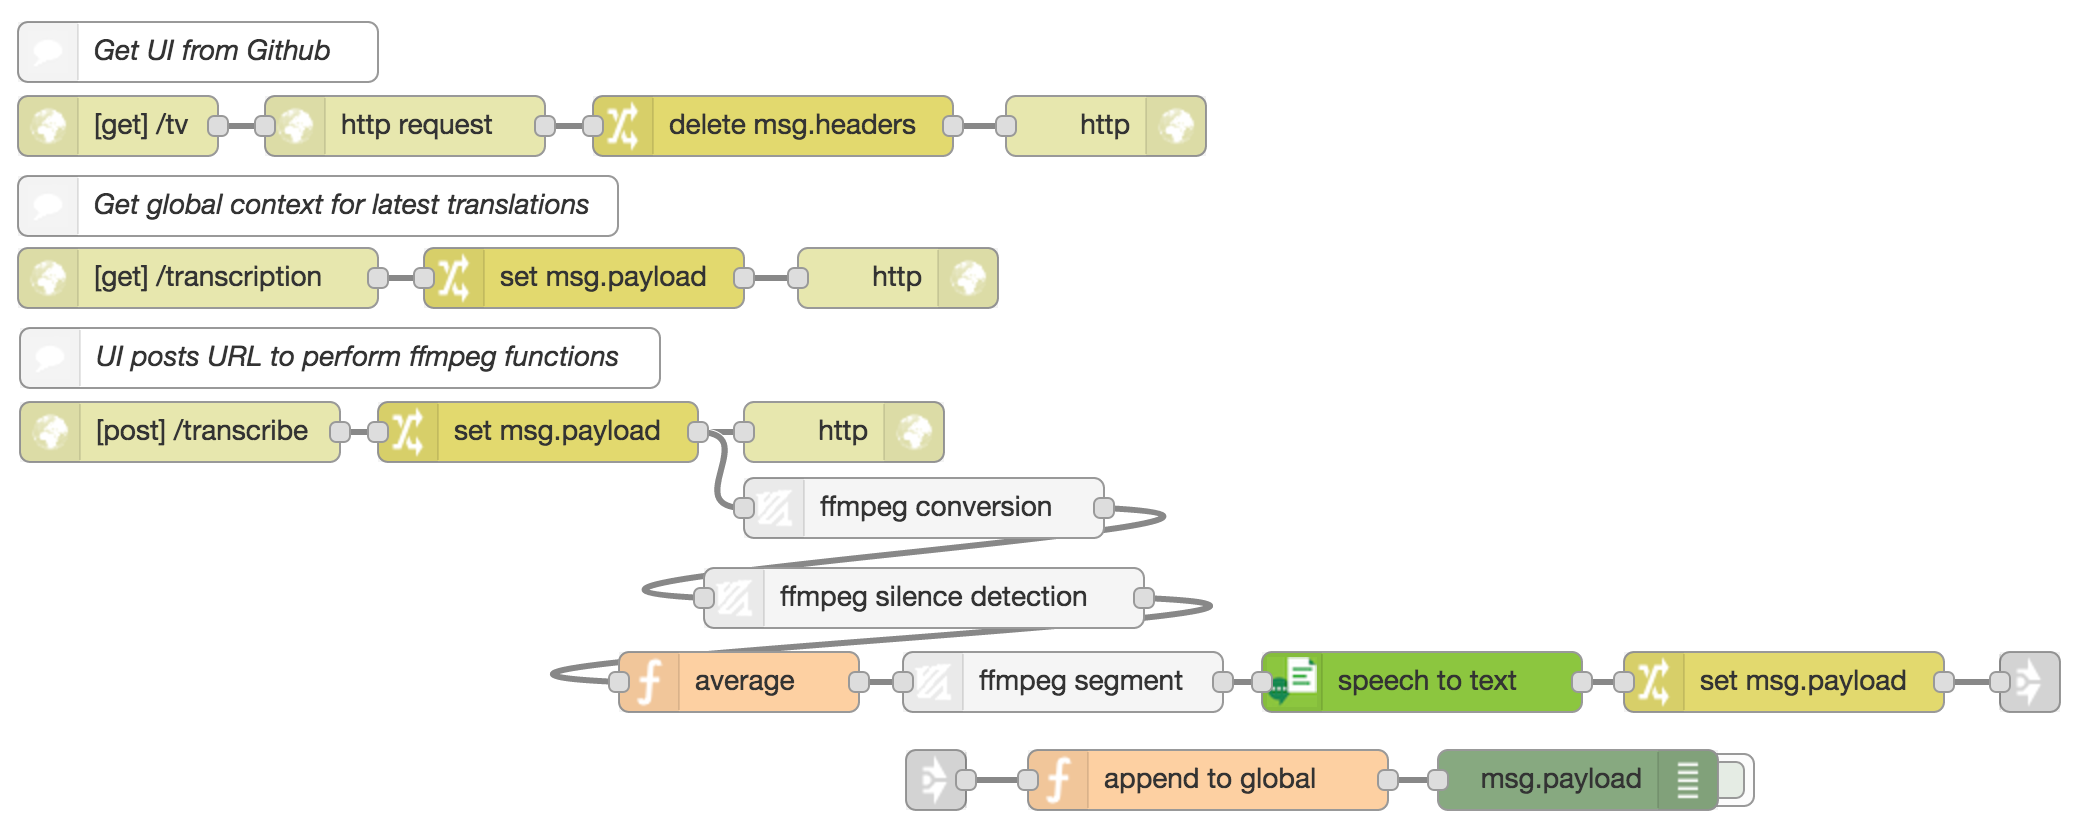 Get UI from Github
[get] /tv
http request
delete msg.headers
http
Get global context for latest translations
[get] /transcription
set msg.payload
http
UI posts URL to perform ffmpeg functions
[post] /transcribe
set msg.payload
http
ffmpeg conversion
ffmpeg silence detection
average
ffmpeg segment
speech to text
set msg.payload
append to global
msg.payload